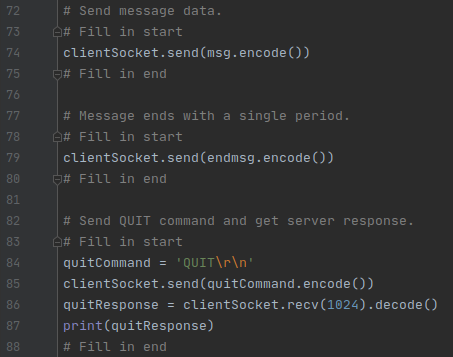 72 # Send message data.
73 # Fill in start
74 clientSocket.send(msg.encode())
75 # Fill in end
76
77 # Message ends with a single period.
78 # Fill in start
79 clientSocket.send(endmsg.encode())
80 # Fill in end
81
82 # Send QUIT command and get server response.
83 # Fill in start
84 quitCommand = 'QUIT\r\n'
85 clientSocket.send(quitCommand.encode())
86 quitResponse = clientSocket.recv(1024).decode()
87 print(quitResponse)
88 # Fill in end